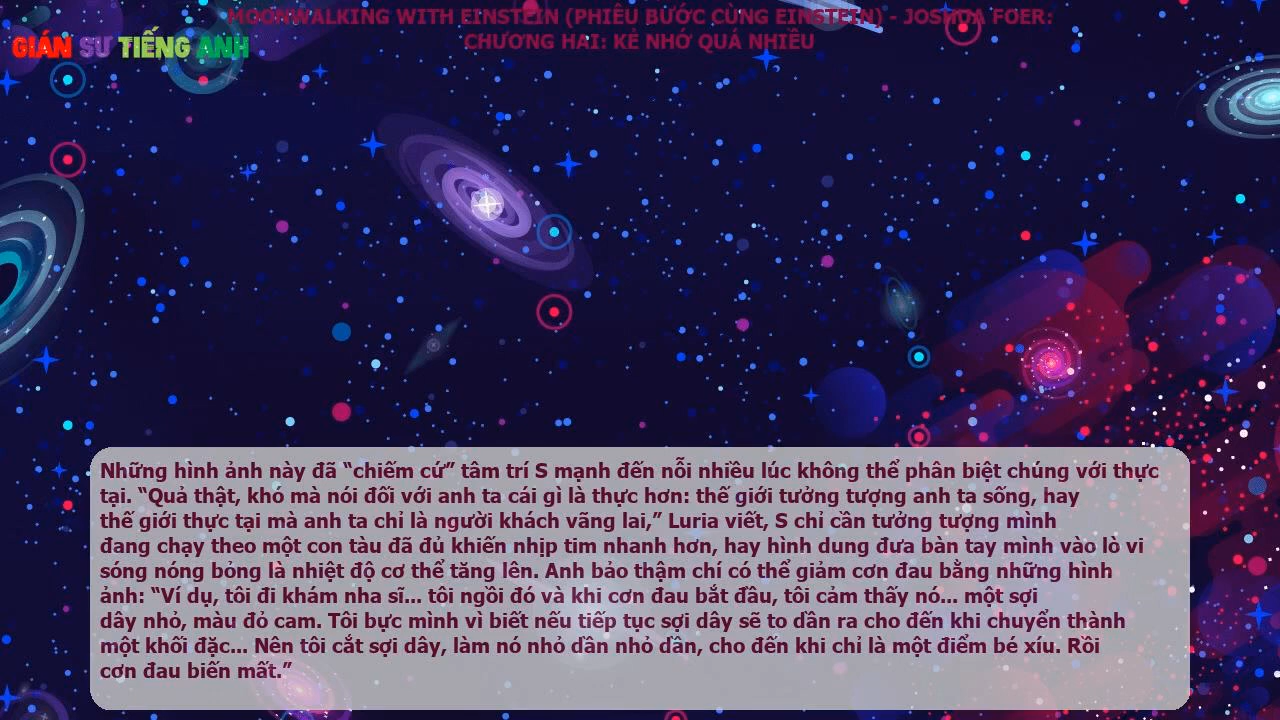 MOONWALKING WITH EINSTEIN (PHIÊU BƯỚC CÙNG EINSTEIN) - JOSHUA FOER:
CHƯƠNG HAI: KẺ NHỚ QUÁ NHIỀU
GIÁN SƯ TIẾNG ANH
Những hình ảnh này đã “chiếm cứ” tâm trí S mạnh đến nỗi nhiều lúc không thể phân biệt chúng với thực
tại. “Quả thật, khó mà nói đối với anh ta cái gì là thực hơn: thế giới tưởng tượng anh ta sống, hay
thế giới thực tại mà anh ta chỉ là người khách vãng lai,” Luria viết, S chỉ cần tưởng tượng mình
đang chạy theo một con tàu đã đủ khiến nhịp tim nhanh hơn, hay hình dung đưa bàn tay mình vào lò vi
sóng nóng bỏng là nhiệt độ cơ thể tăng lên. Anh bảo thậm chí có thể giảm cơn đau bằng những hình
ảnh: “Ví dụ, tôi đi khám nha sĩ... tôi ngồi đó và khi cơn đau bắt đầu, tôi cảm thấy nó... một sợi
dây nhỏ, màu đỏ cam. Tôi bực mình vì biết nếu tiếp tục sợi dây sẽ to dần ra cho đến khi chuyển thành
một khối đặc... Nên tôi cắt sợi dây, làm nó nhỏ dần nhỏ dần, cho đến khi chỉ là một điểm bé xíu. Rồi
cơn đau biến mất.”